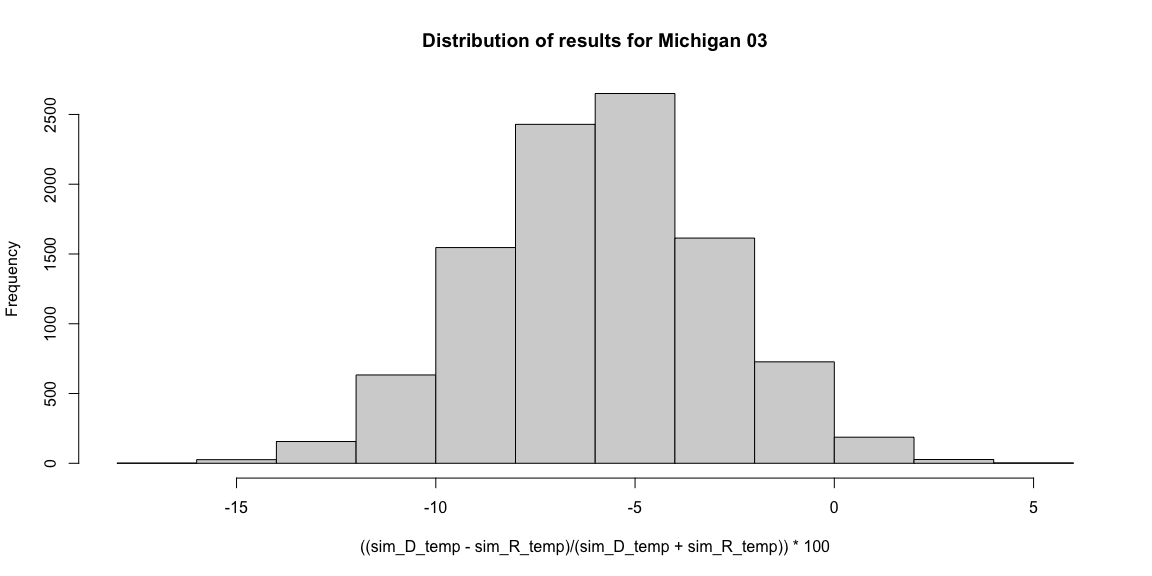 Distribution of results for Michigan 03
Frequency
2500
2000
1500
1000
500
0
-15 -10 -5 0 5
((sim_D_temp - sim_R_temp)/(sim_D_temp + sim_R_temp)) * 100